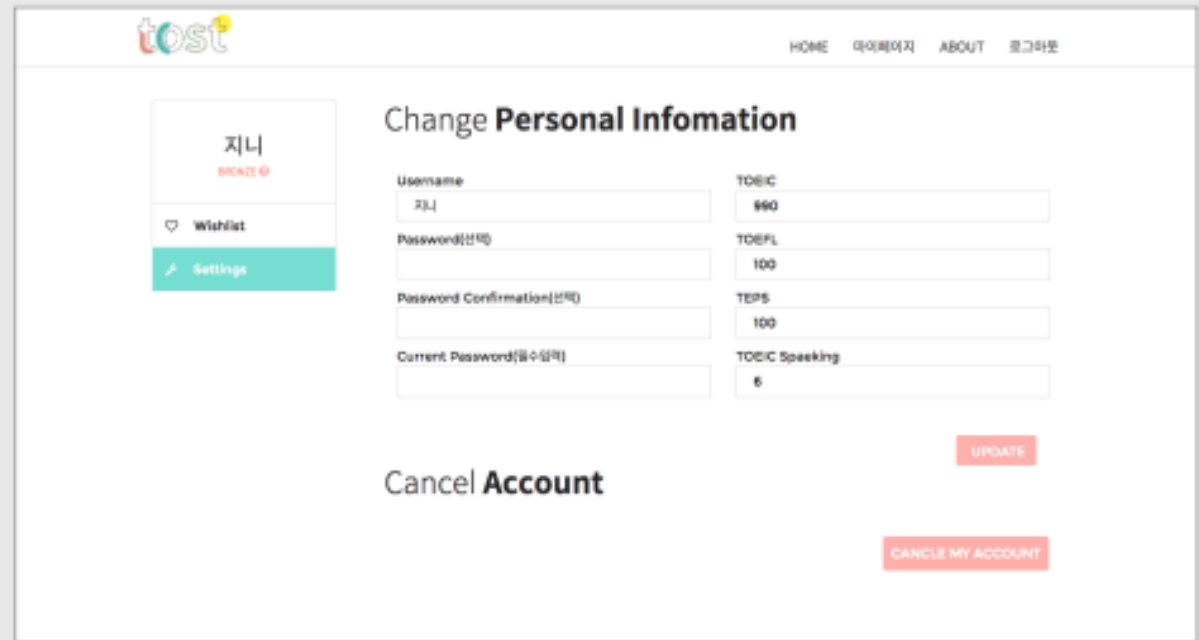 tost
HOME 마이페이지 ABOUT 로그아웃
지니
BRONZE
Wishlist
Settings
Change Personal Infomation
Username
지니
Password(선택)
Password Confirmation(선택)
Current Password(필수입력)
TOEIC
990
TOEFL
100
TEPS
100
TOEIC Speeking
6
UPDATE
Cancel Account
CANCLE MY ACCOUNT